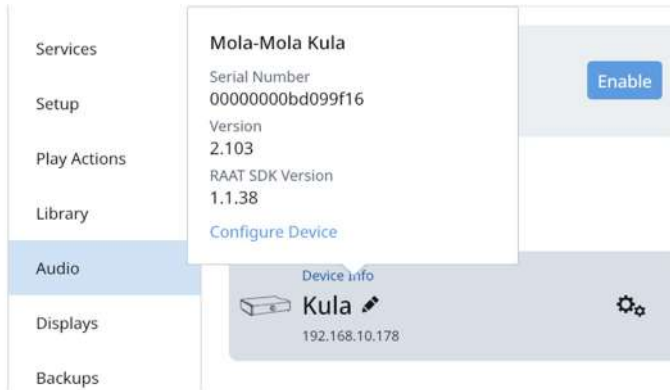 Services
Setup
Play Actions
Library
Audio
Displays
Backups
Mola-Mola Kula
Serial Number
00000000bd099f16
Version
2.103
RAAT SDK Version
1.1.38
Configure Device
Enable
Device Info
Kula
192.168.10.178